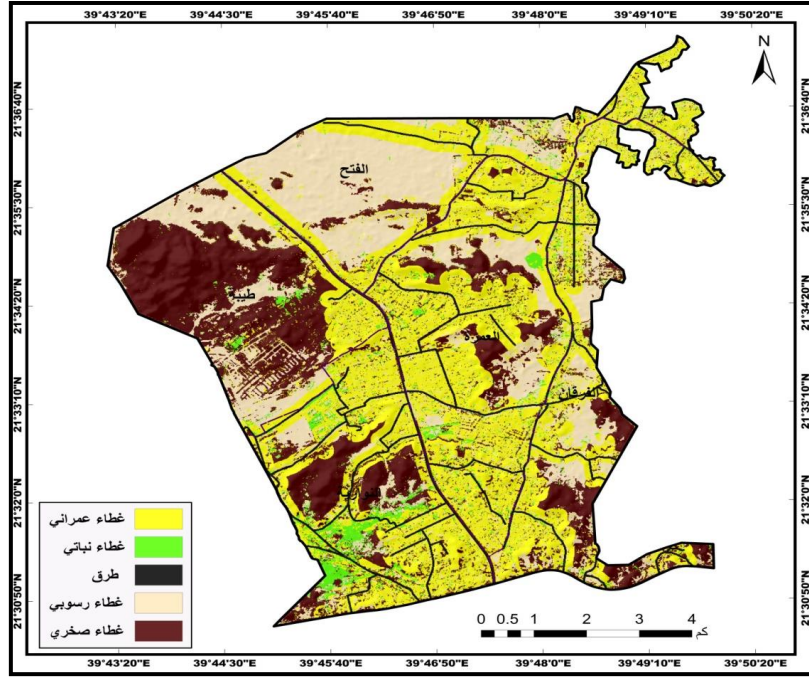 39°43'20"E 39°44'30"E 39°45'40"E 39°46'50"E 39°48'0"E 39°49'10"E 39°50'20"E
N
21°36'40"N 21°36'40"N
الفتح
21°35'30"N 21°35'30"N
طيبة
21°34'20"N 21°34'20"N
21°33'10"N 21°33'10"N
الفرقان
21°32'0"N 21°32'0"N
غطاء عمراني
غطاء نباتي
طرق
غطاء رسوبي
غطاء صخري
21°30'50"N 21°30'50"N
0 0.5 1 2 3 4
كم
39°43'20"E 39°44'30"E 39°45'40"E 39°46'50"E 39°48'0"E 39°49'10"E 39°50'20"E